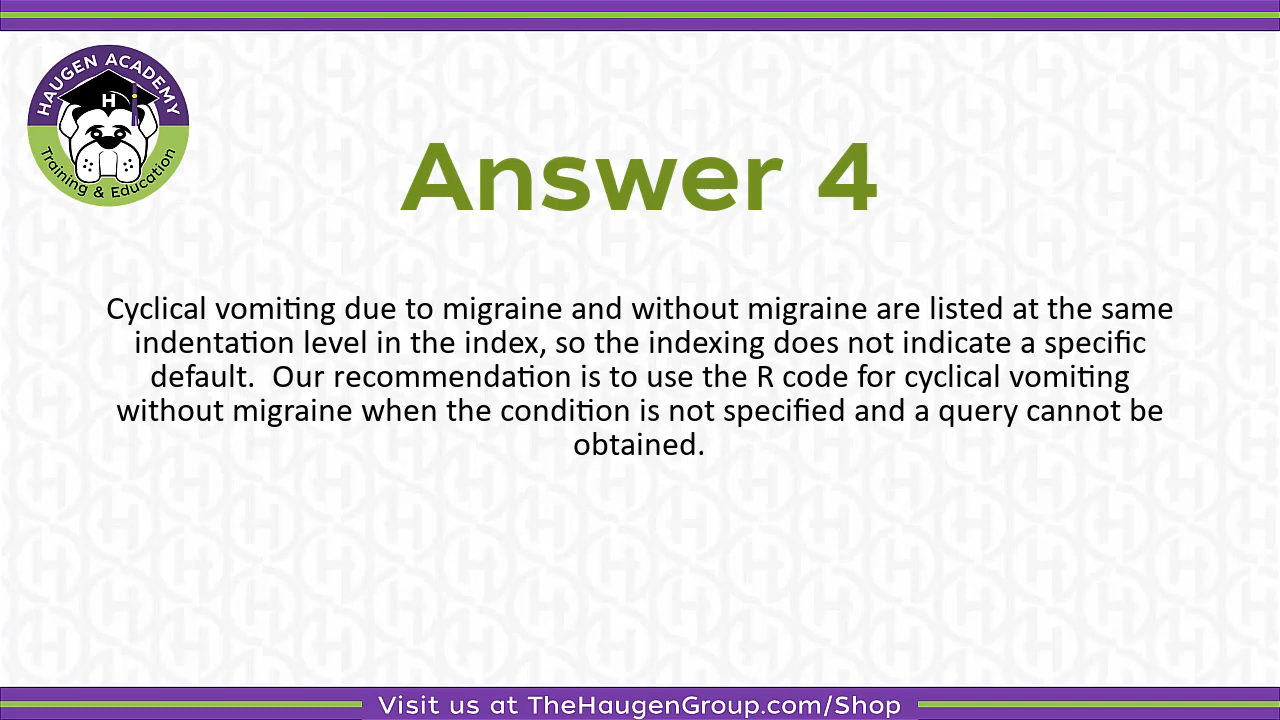 HAUGEN ACADEMY
H
Training & Education
Answer 4
Cyclical vomiting due to migraine and without migraine are listed at the same
indentation level in the index, so the indexing does not indicate a specific
default.  Our recommendation is to use the R code for cyclical vomiting
without migraine when the condition is not specified and a query cannot be
obtained.
Visit us at TheHaugenGroup.com/Shop